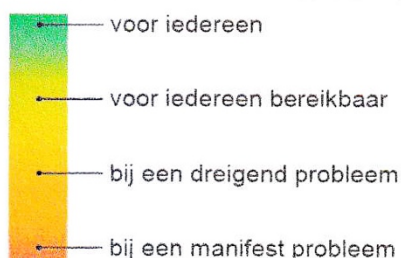 voor iedereen
voor iedereen bereikbaar
bij een dreigend probleem
bij een manifest probleem